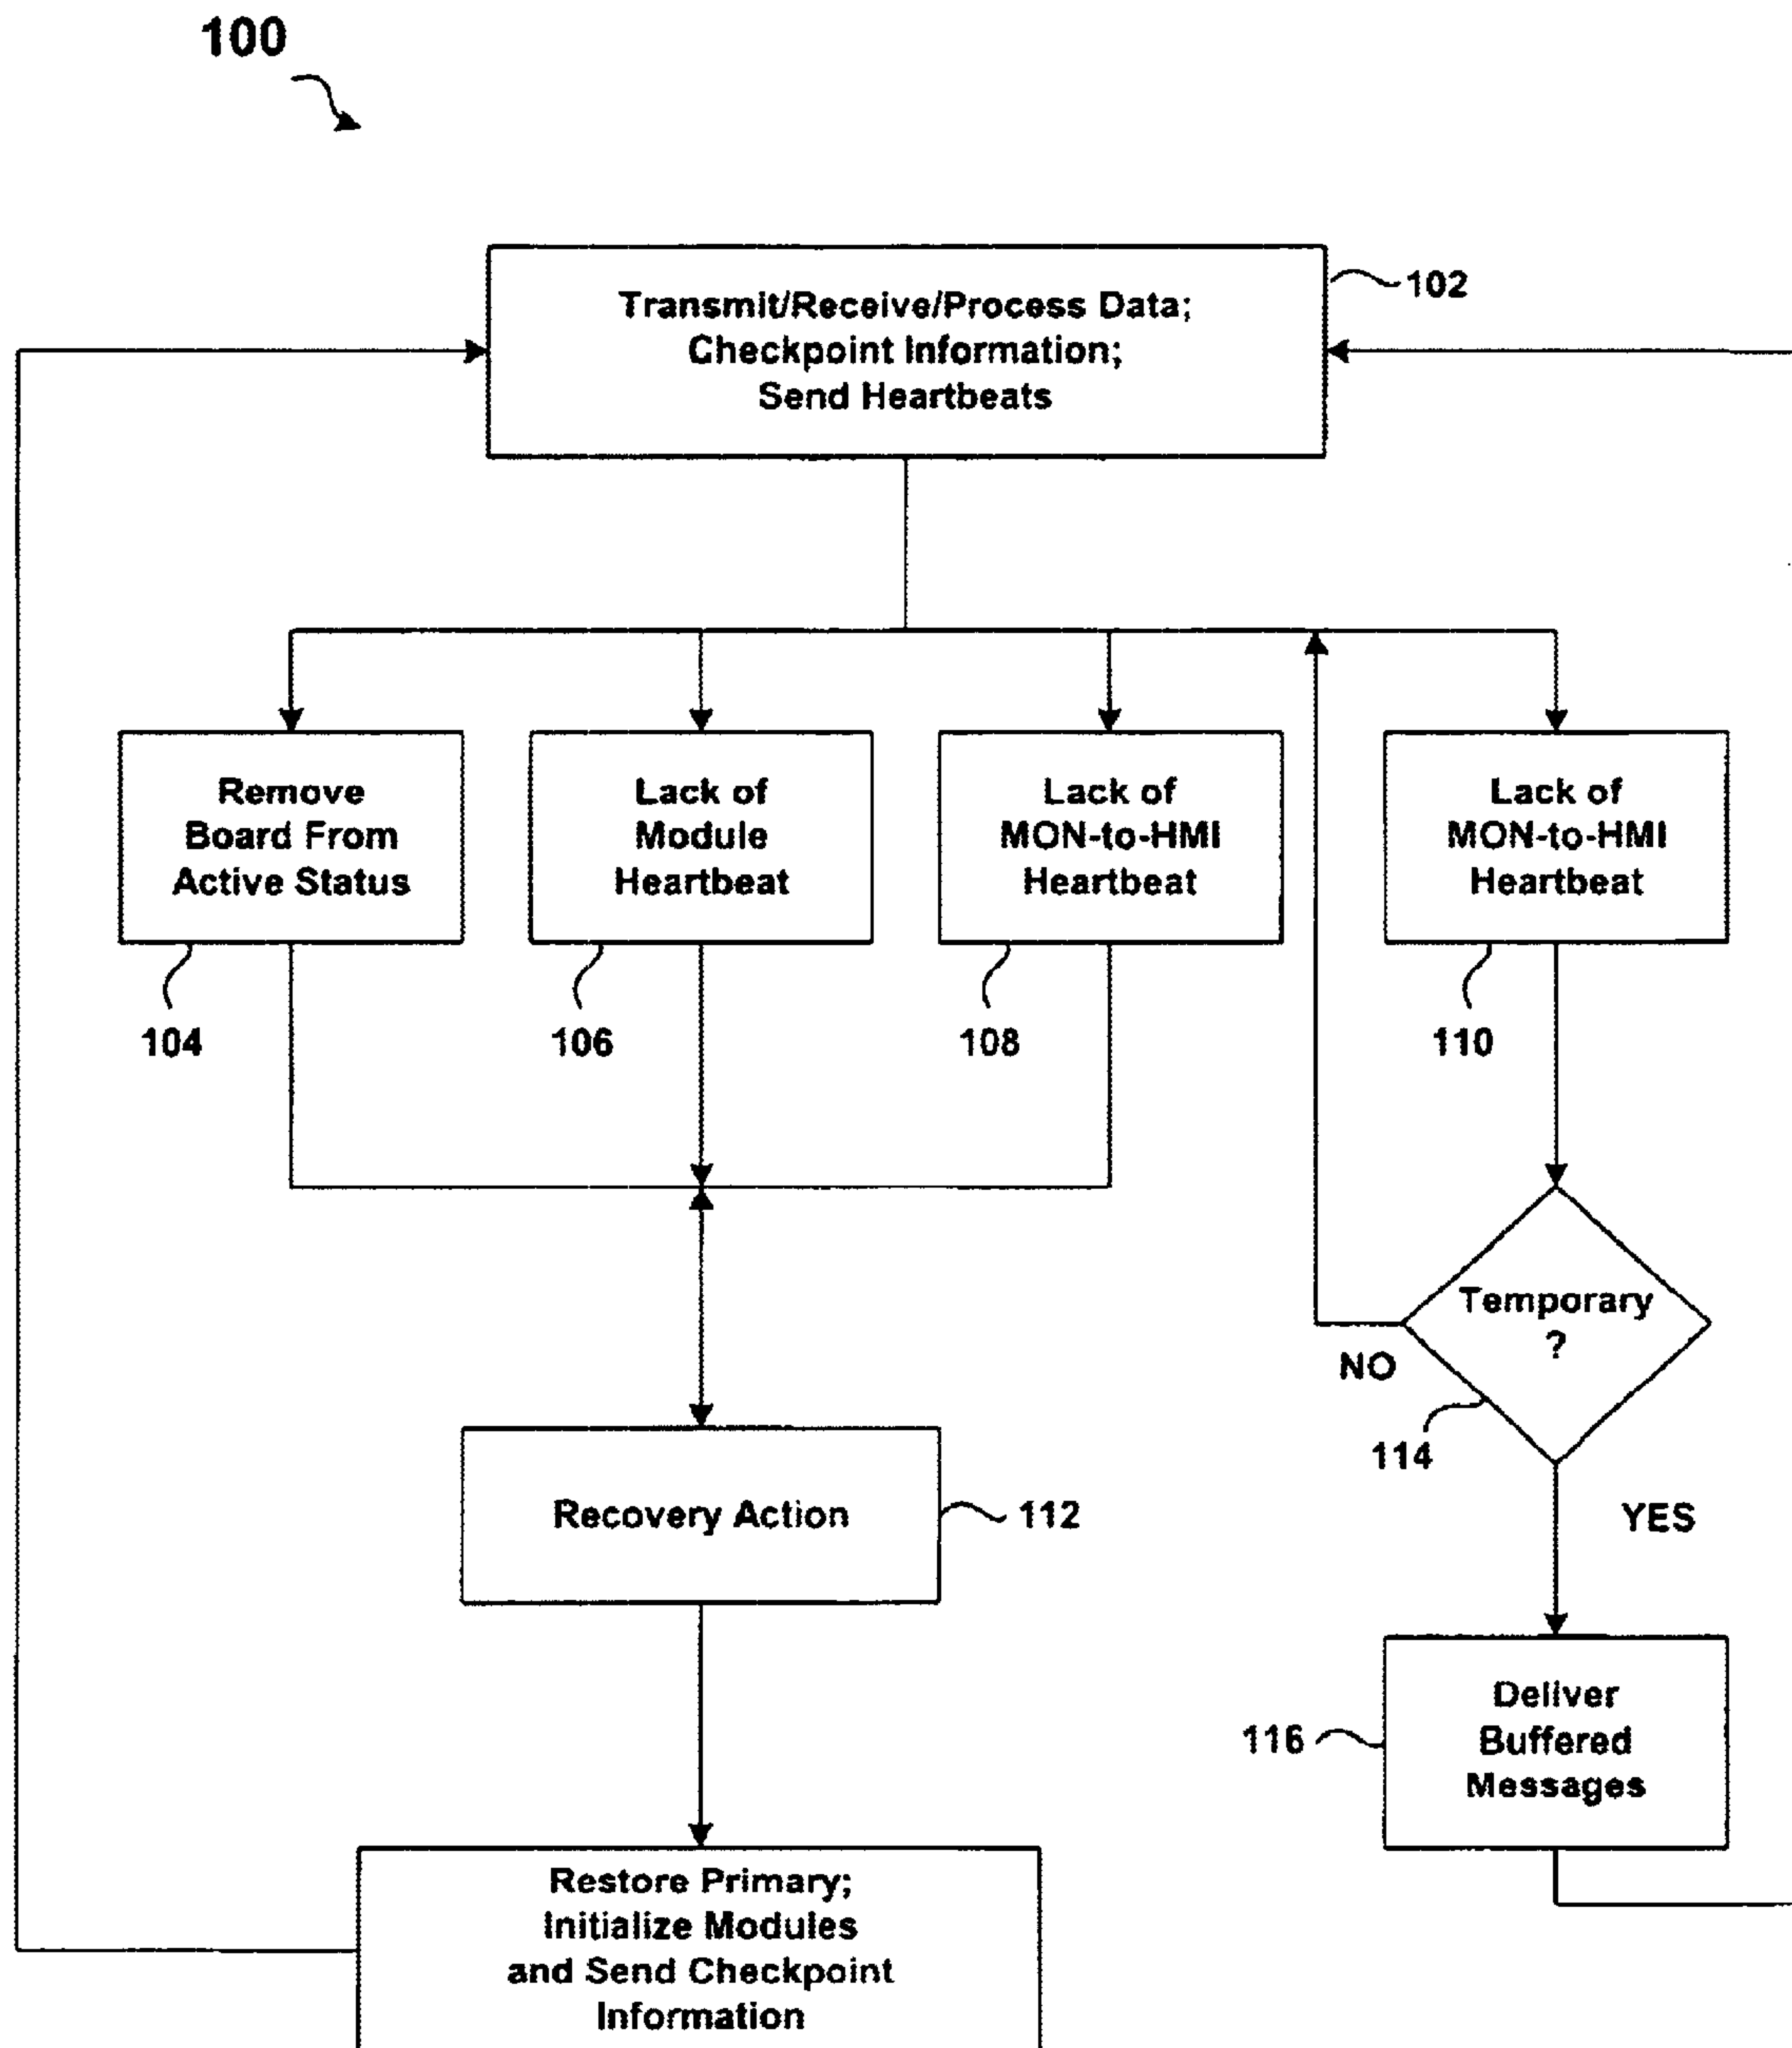 100
Transmit/Receive/Process Data;
Checkpoint Information;
Send Heartbeats
102
Remove
Board From
Active Status
104
Lack of
Module
Heartbeat
106
Lack of
MON-to-HMI
Heartbeat
108
Lack of
MON-to-HMI
Heartbeat
110
Temporary
?
NO
114
YES
Recovery Action
112
Deliver
Buffered
Messages
116
Restore Primary;
Initialize Modules
and Send Checkpoint
Information